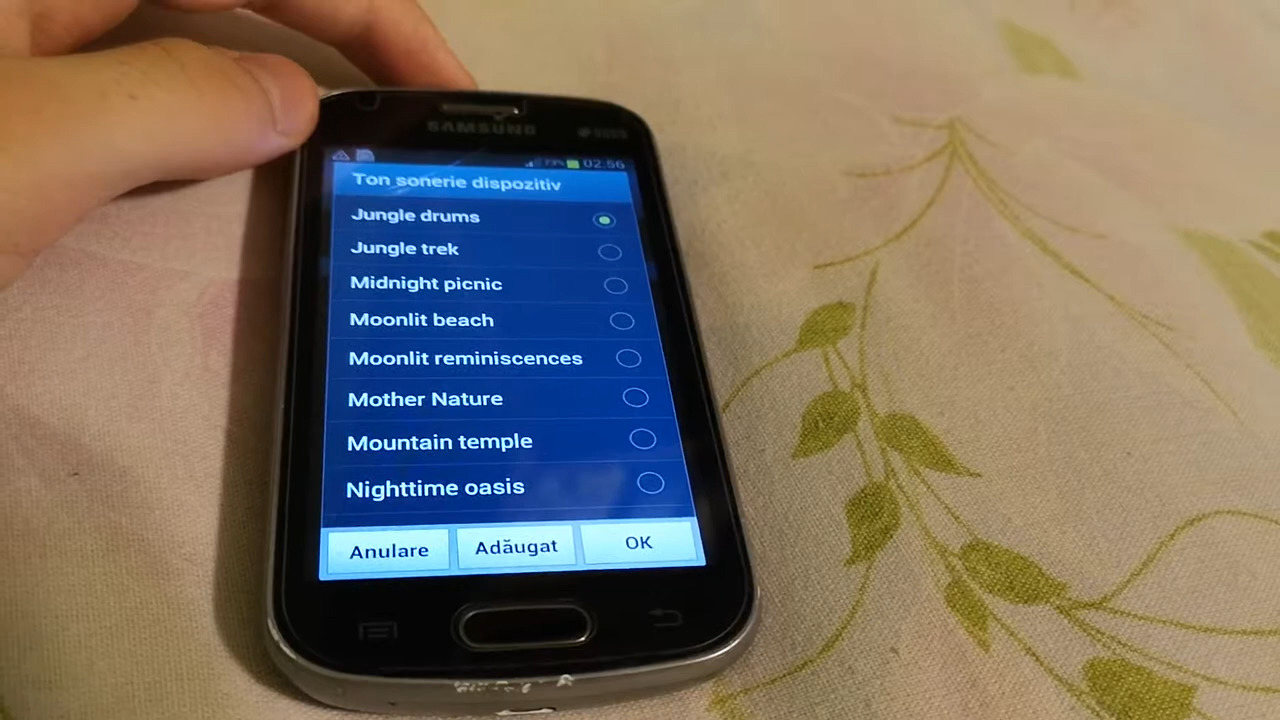 SAMSUNG
02:56
Ton sonerie dispozitiv
Jungle drums
Jungle trek
Midnight picnic
Moonlit beach
Moonlit reminiscences
Mother Nature
Mountain temple
Nighttime oasis
Anulare Adăugat OK